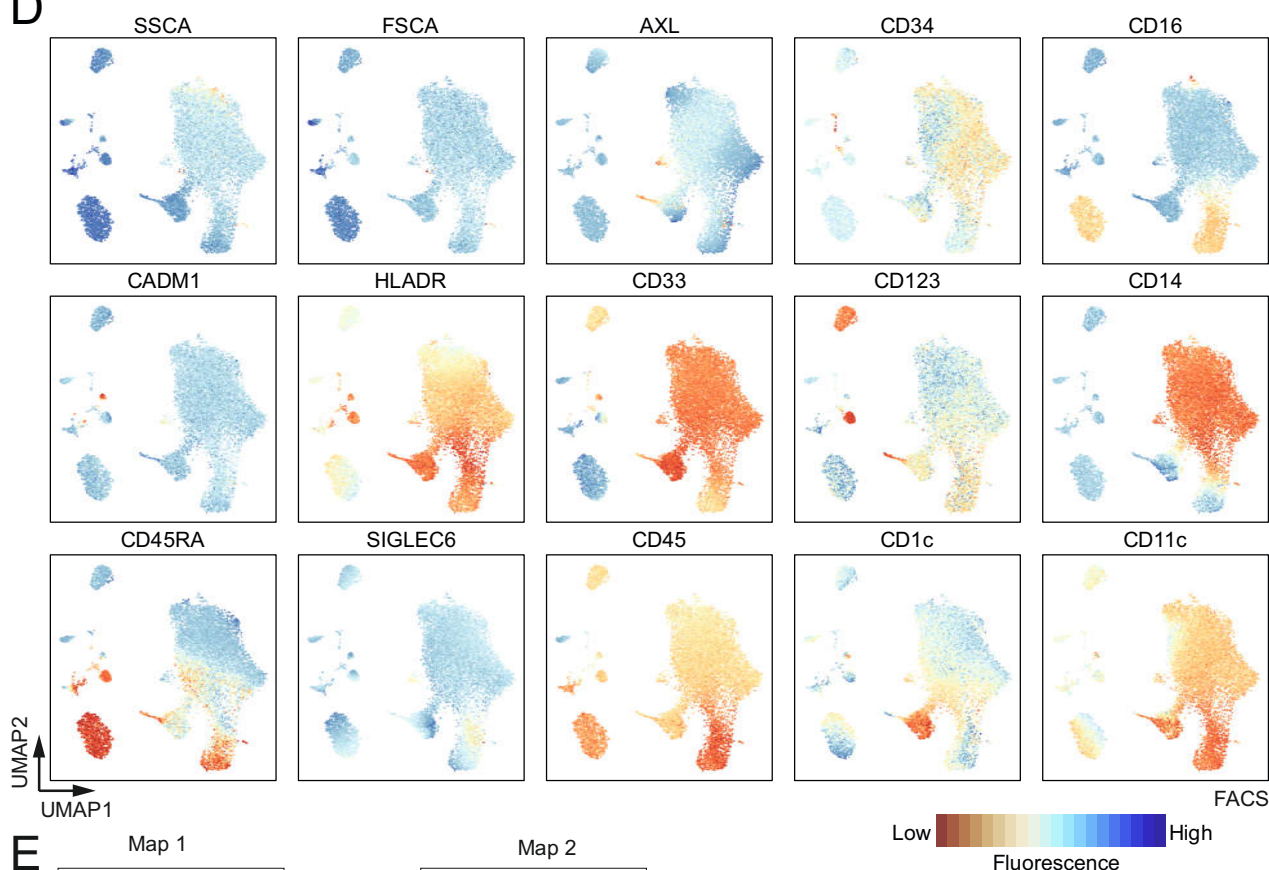 D
SSCA FSCA AXL CD34 CD16
CADM1 HLADR CD33 CD123 CD14
CD45RA SIGLEC6 CD45 CD1c CD11c
UMAP2
UMAP1
FACS
Low High
Fluorescence
E
Map 1 Map 2